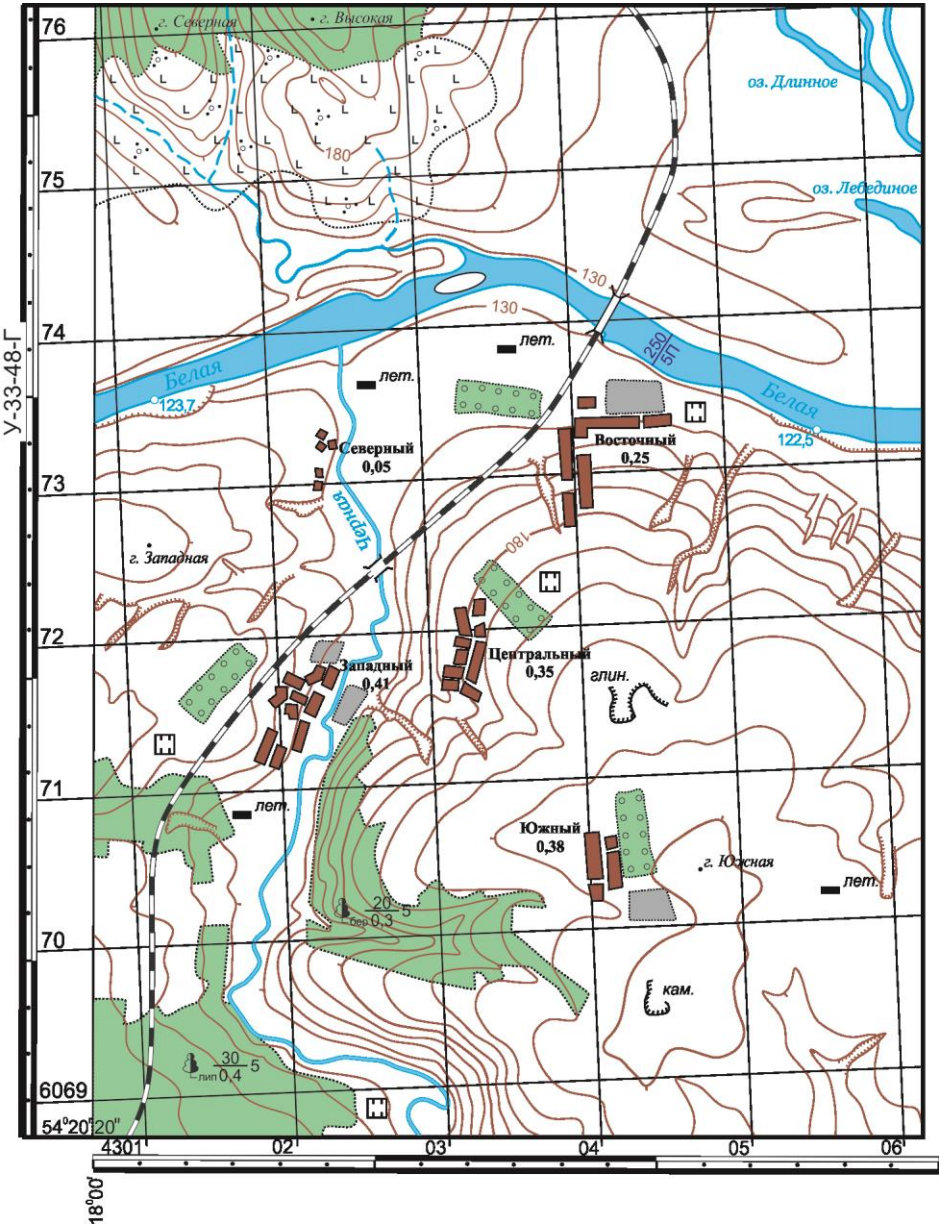 76
г. Северная
г. Высокая
оз. Длинное
180
75
оз. Лебединое
130
130
74
лет.
250
5П
У-33-48-Г
Белая
лет.
Белая
123,7
122,5
Северный
0,05
Восточный
0,25
73
Чёрная
180
г. Западная
72
Западный
0,41
Центральный
0,35
глин.
71
лет.
Южный
0,38
г. Южная
лет.
20
5
бер
0,3
70
кам.
30
5
лип
0,4
6069
54°20'20"
4301
02
03
04
05
06
18°00'